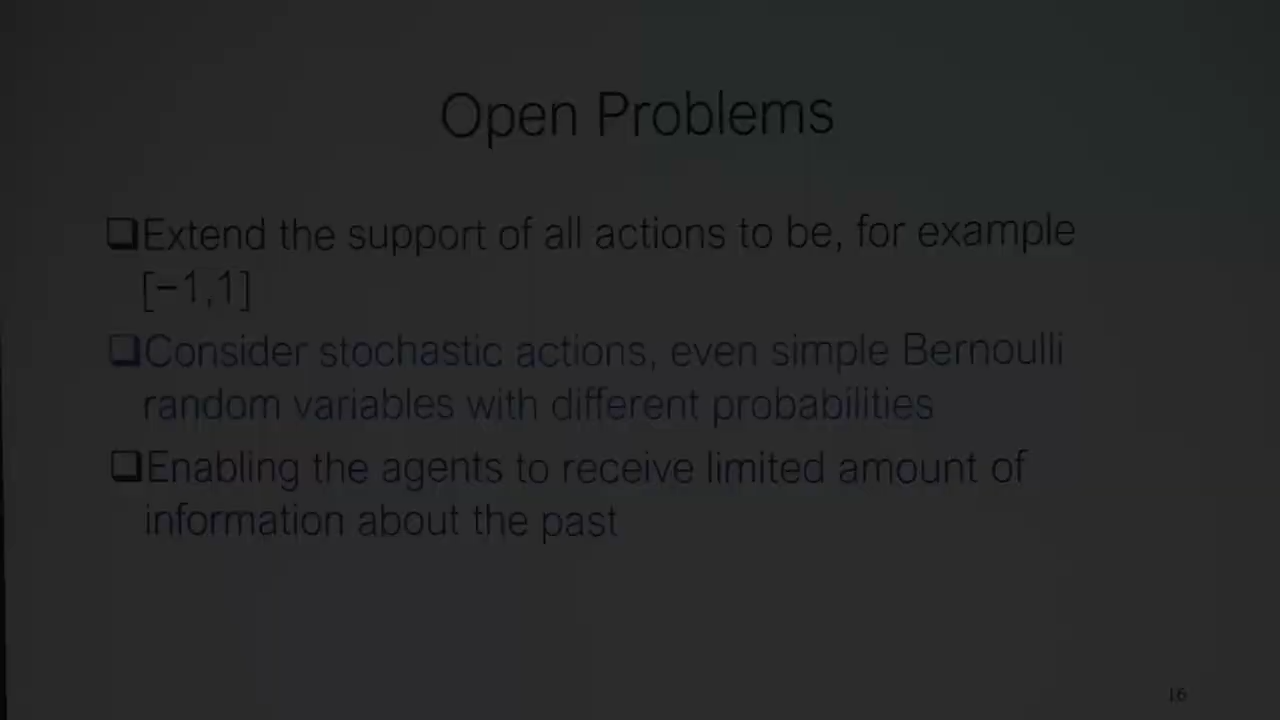 Open Problems
❑Extend the support of all actions to be, for example
[−1,1]
❑Consider stochastic actions, even simple Bernoulli
random variables with different probabilities
❑Enabling the agents to receive limited amount of
information about the past
16